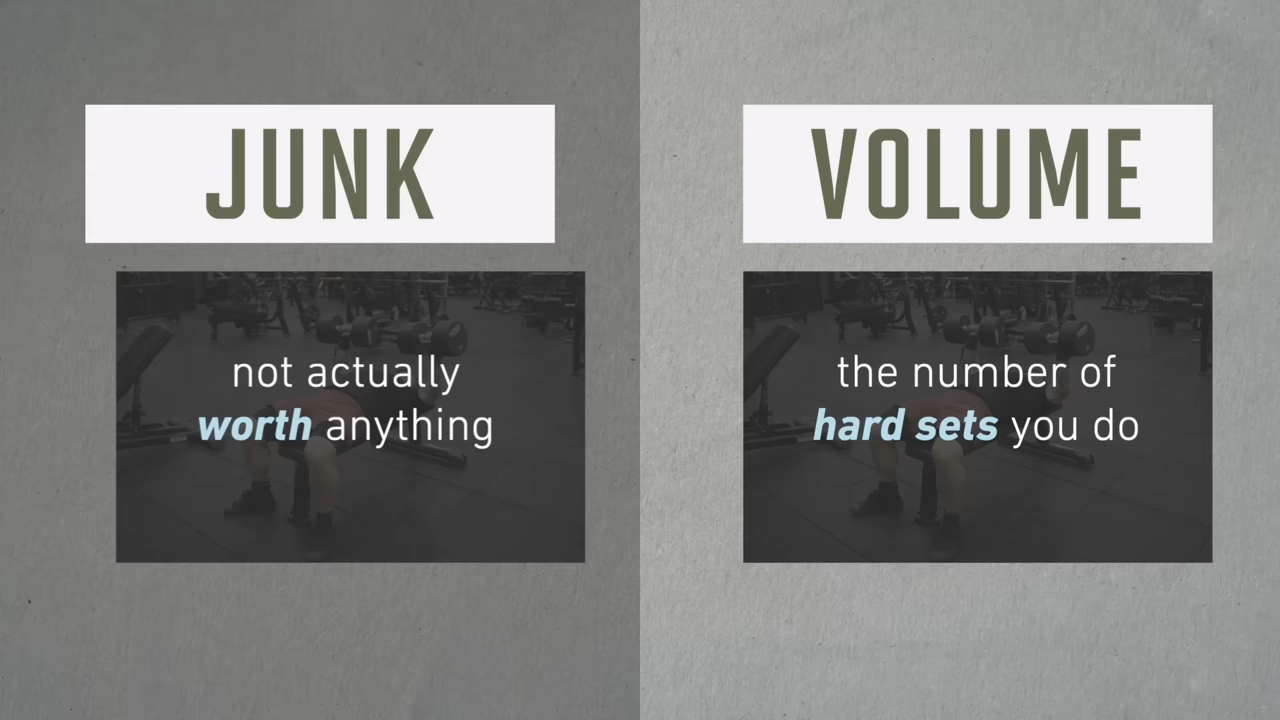 JUNK
not actually
worth anything
VOLUME
the number of
hard sets you do